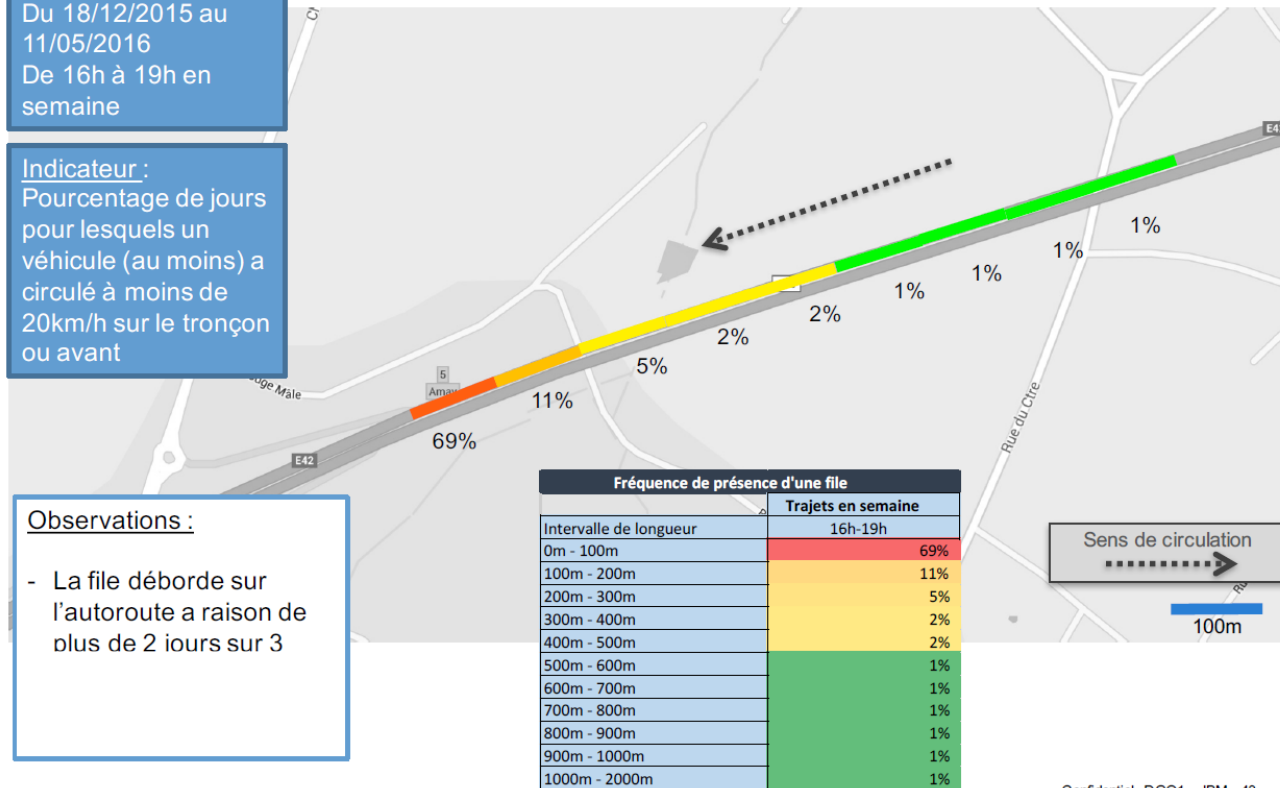 Du 18/12/2015 au
11/05/2016
De 16h à 19h en
semaine
Indicateur :
Pourcentage de jours
pour lesquels un
véhicule (au moins) a
circulé à moins de
20km/h sur le tronçon
ou avant
E42
1%
1%
1%
1%
2%
2%
5%
11%
69%
5
Amay
Mâle
E42
Rue du Ctre
Observations :
- La file déborde sur
l'autoroute a raison de
plus de 2 jours sur 3
Fréquence de présence d'une file
Trajets en semaine
Intervalle de longueur 16h-19h
0m - 100m 69%
100m - 200m 11%
200m - 300m 5%
300m - 400m 2%
400m - 500m 2%
500m - 600m 1%
600m - 700m 1%
700m - 800m 1%
800m - 900m 1%
900m - 1000m 1%
1000m - 2000m 1%
Sens de circulation
100m